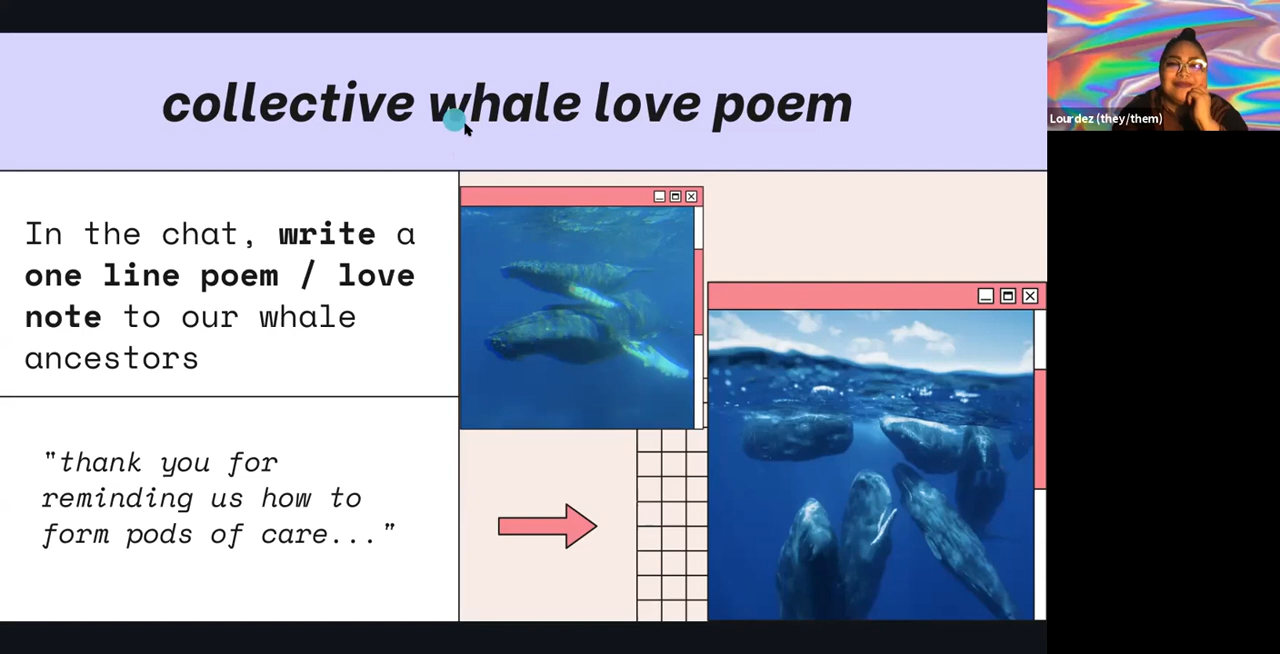 collective whale love poem
Lourdez (they/them)
In the chat, write a
one line poem / love
note to our whale
ancestors
"thank you for
reminding us how to
form pods of care..."